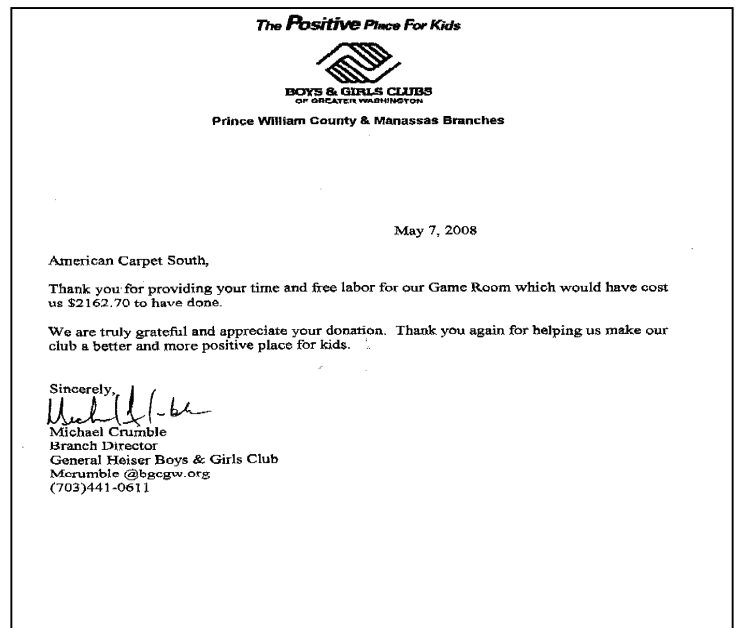 The Positive Place For Kids
BOYS & GIRLS CLUBS
OF GREATER WASHINGTON
Prince William County & Manassas Branches
May 7, 2008
American Carpet South,
Thank you for providing your time and free labor for our Game Room which would have cost
us $2162.70 to have done.
We are truly grateful and appreciate your donation. Thank you again for helping us make our
club a better and more positive place for kids.
Sincerely,
Michael Crumble
Branch Director
General Heiser Boys & Girls Club
Mcrumble @bgcgw.org
(703)441-0611